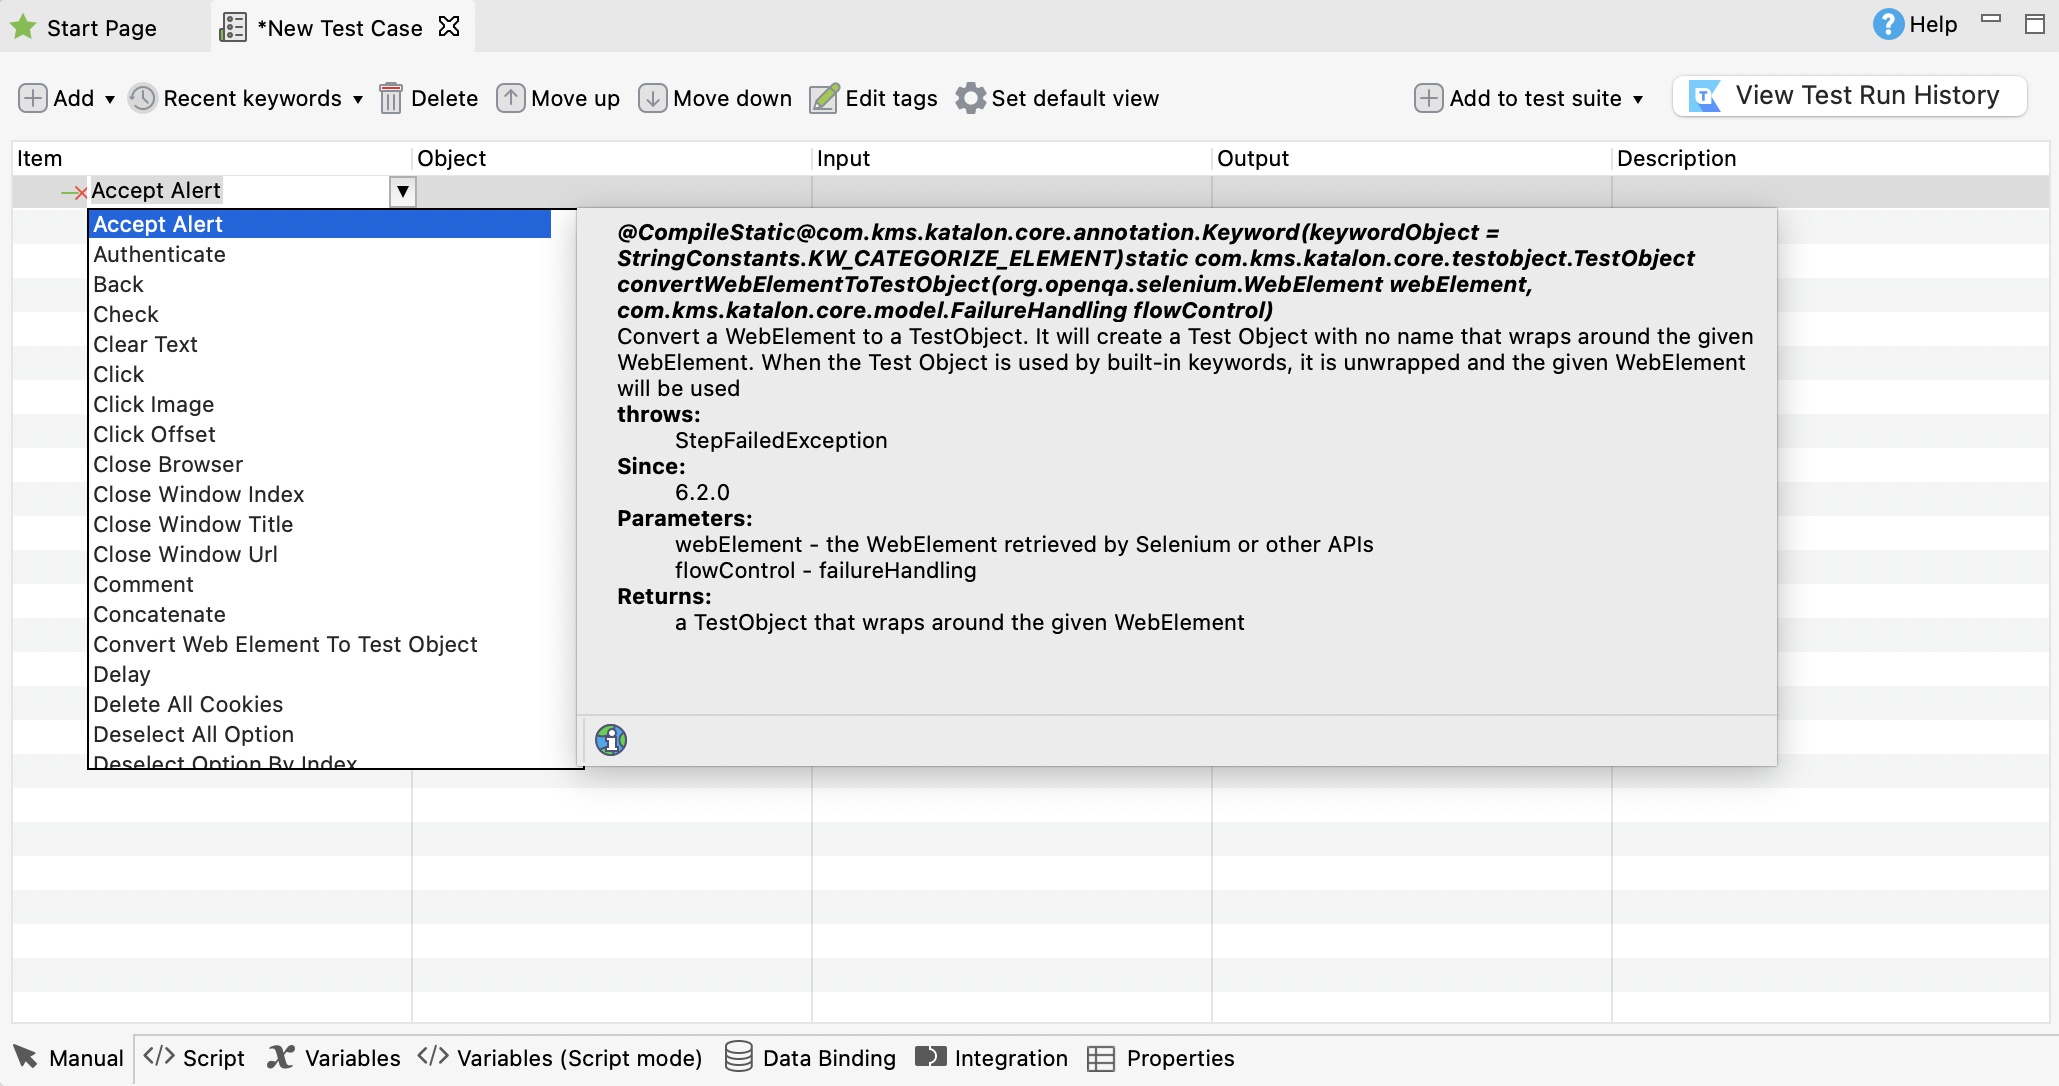 Start Page
*New Test Case
Help
Add
Recent keywords
Delete
Move up
Move down
Edit tags
Set default view
Add to test suite
View Test Run History
Item
Object
Input
Output
Description
Accept Alert
Accept Alert
Authenticate
Back
Check
Clear Text
Click
Click Image
Click Offset
Close Browser
Close Window Index
Close Window Title
Close Window Url
Comment
Concatenate
Convert Web Element To Test Object
Delay
Delete All Cookies
Deselect All Option
Deselect Option By Index
@CompileStatic@com.kms.katalon.core.annotation.Keyword(keywordObject =
StringConstants.KW_CATEGORIZE_ELEMENT)static com.kms.katalon.core.testobject.TestObject
convertWebElementToTestObject(org.openqa.selenium.WebElement webElement,
com.kms.katalon.core.model.FailureHandling flowControl)
Convert a WebElement to a TestObject. It will create a Test Object with no name that wraps around the given
WebElement. When the Test Object is used by built-in keywords, it is unwrapped and the given WebElement
will be used
throws:
StepFailedException
Since:
6.2.0
Parameters:
webElement - the WebElement retrieved by Selenium or other APIs
flowControl - failureHandling
Returns:
a TestObject that wraps around the given WebElement
Manual
</> Script
Variables
</> Variables (Script mode)
Data Binding
Integration
Properties